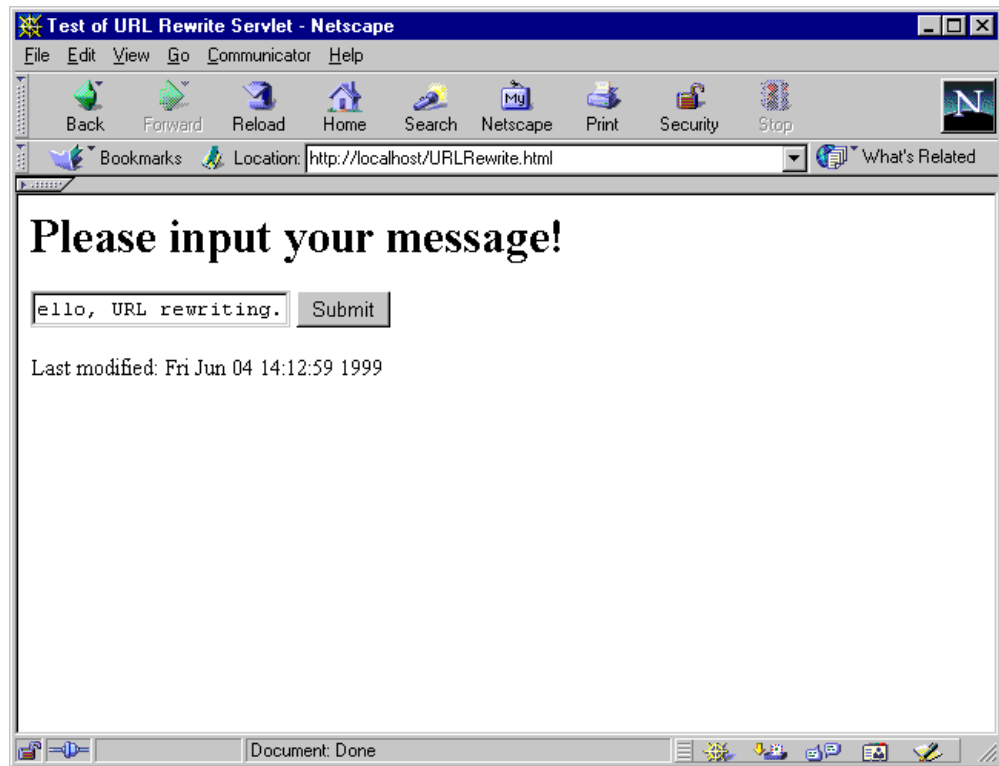 Test of URL Rewrite Servlet - Netscape
File Edit View Go Communicator Help
Back Forward Reload Home Search Netscape Print Security Stop
My
N
Bookmarks Location: http://localhost/URLRewrite.html What's Related
Please input your message!
ello, URL rewriting. Submit
Last modified: Fri Jun 04 14:12:59 1999
Document: Done